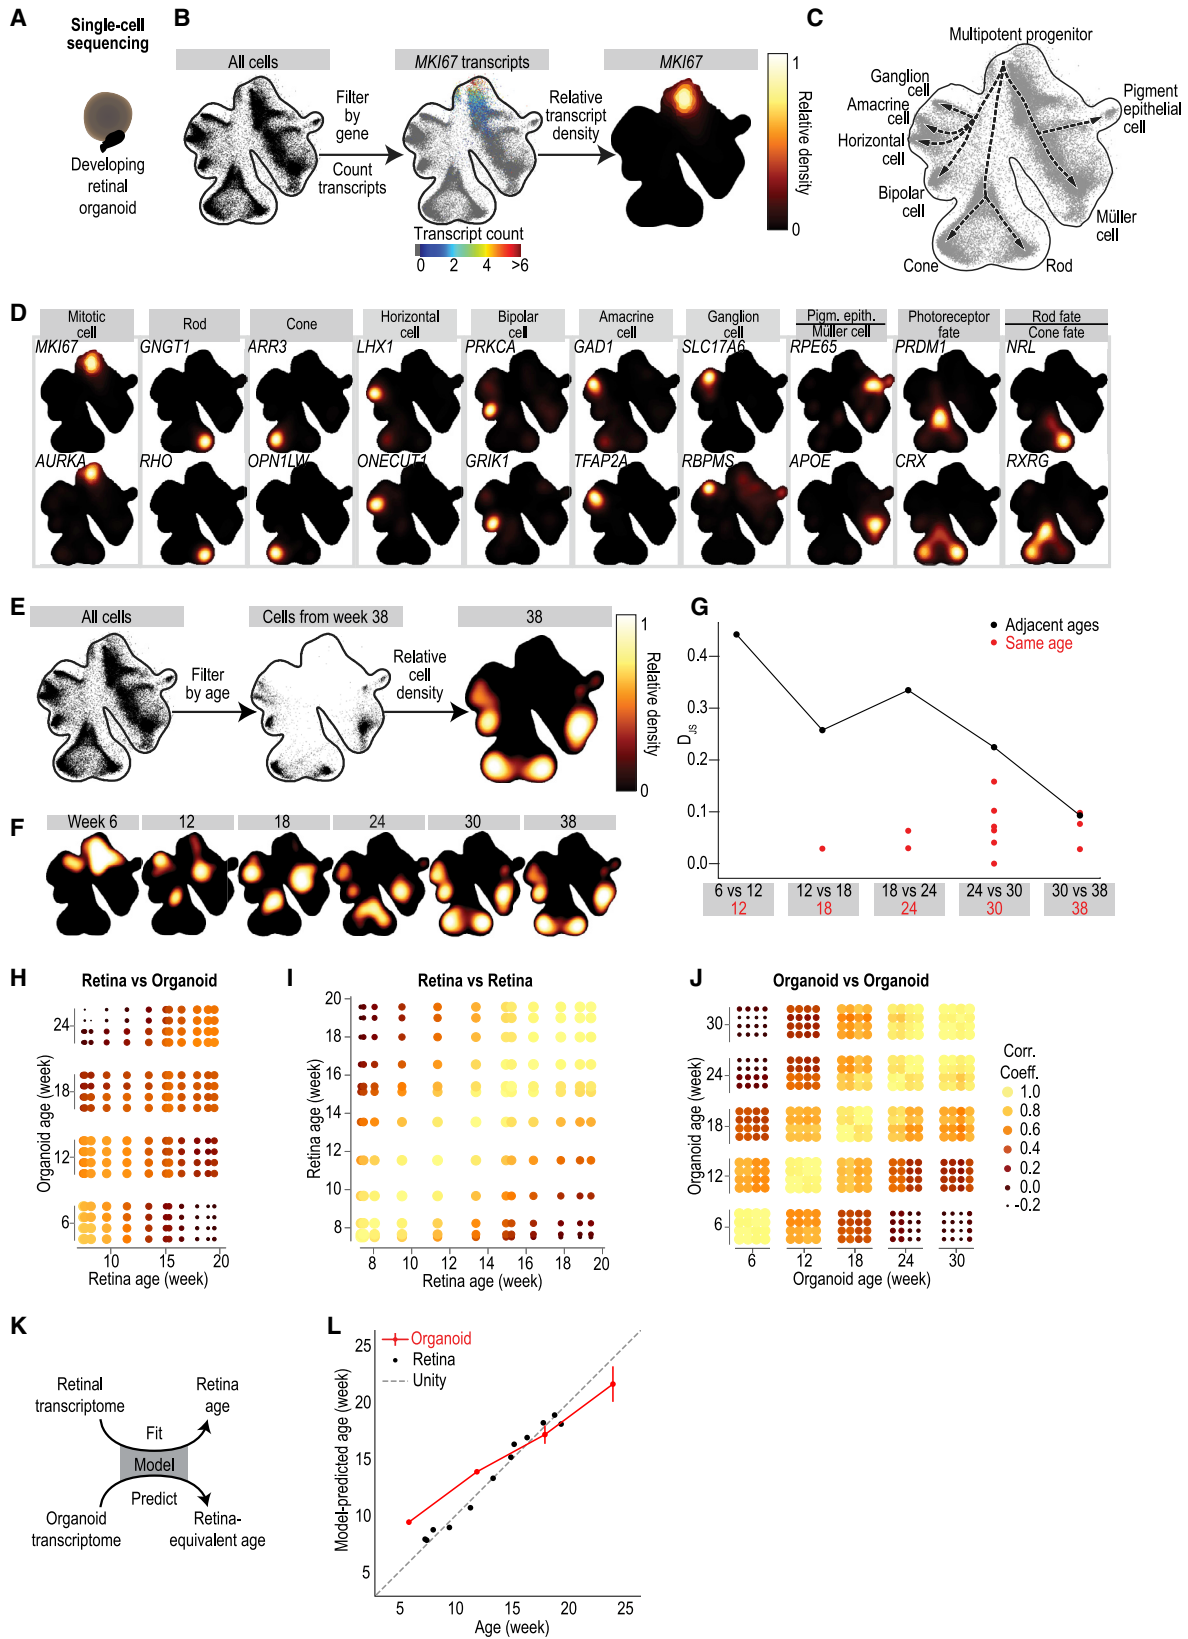 A
Single-cell
sequencing
Developing
retinal
organoid
B
All cells
Filter
by
gene
Count
transcripts
MKI67 transcripts
Transcript count
0 2 4 >6
Relative
transcript
density
MKI67
1
0
Relative density
C
Multipotent progenitor
Ganglion
cell
Amacrine
cell
Horizontal
cell
Bipolar
cell
Cone
Rod
Müller
cell
Pigment
epithelial
cell
D
Mitotic
cell
Rod
Cone
Horizontal
cell
Bipolar
cell
Amacrine
cell
Ganglion
cell
Pigm. epith.
Müller cell
Photoreceptor
fate
Rod fate
Cone fate
MKI67 GNGT1 ARR3 LHX1 PRKCA GAD1 SLC17A6 RPE65 PRDM1 NRL
AURKA RHO OPN1LW ONECUT1 GRIK1 TFAP2A RBPMS APOE CRX RXRG
E
All cells
Filter
by age
Cells from week 38
Relative
cell
density
38
1
0
Relative density
F
Week 6 12 18 24 30 38
G
Adjacent ages
Same age
DJS
0.4
0.3
0.2
0.1
0.0
6 vs 12 12 vs 18 18 vs 24 24 vs 30 30 vs 38
12 18 24 30 38
H
Retina vs Organoid
Organoid age (week)
24
18
12
6
10 15 20
Retina age (week)
I
Retina vs Retina
Retina age (week)
20
18
16
14
12
10
8
8 10 12 14 16 18 20
Retina age (week)
J
Organoid vs Organoid
Organoid age (week)
30
24
18
12
6
6 12 18 24 30
Organoid age (week)
Corr.
Coeff.
1.0
0.8
0.6
0.4
0.2
0.0
-0.2
K
Retinal
transcriptome
Retina
age
Fit
Model
Predict
Organoid
transcriptome
Retina-
equivalent age
L
Organoid
Retina
Unity
Model-predicted age (week)
25
20
15
10
5
5 10 15 20 25
Age (week)